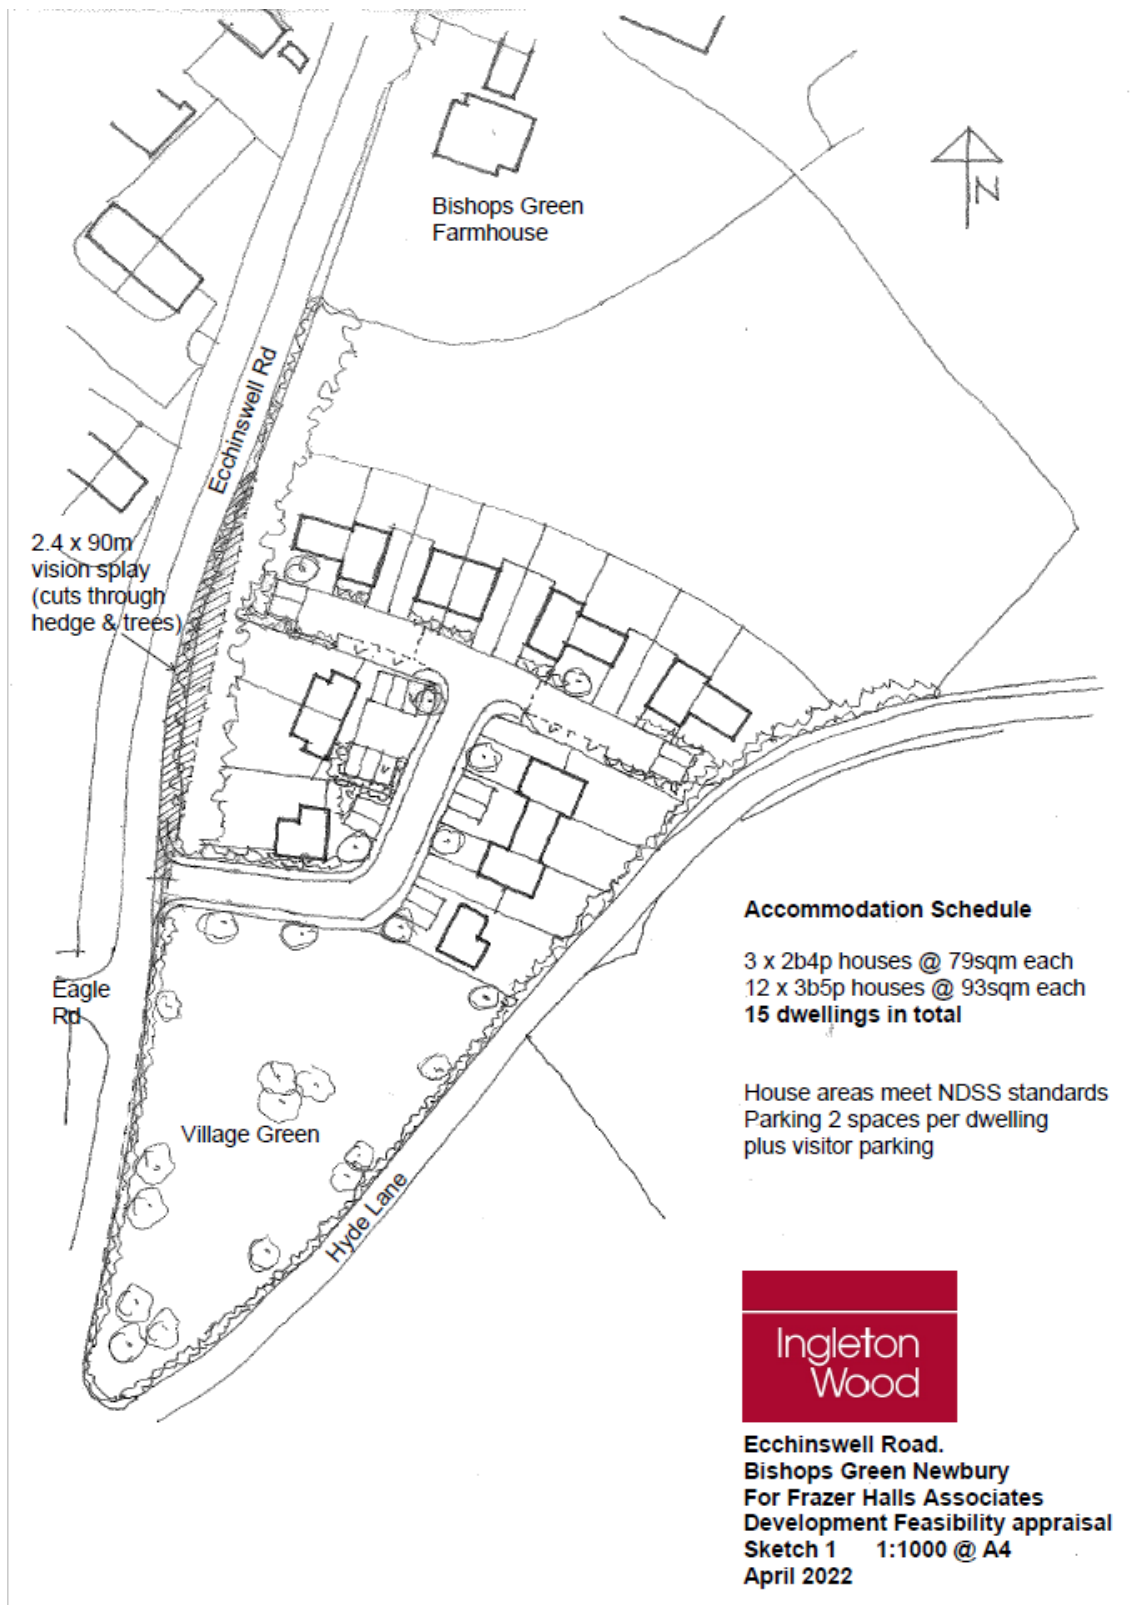 Bishops Green
Farmhouse
N
Ecchinswell Rd
2.4 x 90m
vision splay
(cuts through
hedge & trees)
Eagle
Rd
Village Green
Hyde Lane
Accommodation Schedule
3 x 2b4p houses @ 79sqm each
12 x 3b5p houses @ 93sqm each
15 dwellings in total
House areas meet NDSS standards
Parking 2 spaces per dwelling
plus visitor parking
Ingleton
Wood
Ecchinswell Road.
Bishops Green Newbury
For Frazer Halls Associates
Development Feasibility appraisal
Sketch 1 1:1000 @ A4
April 2022